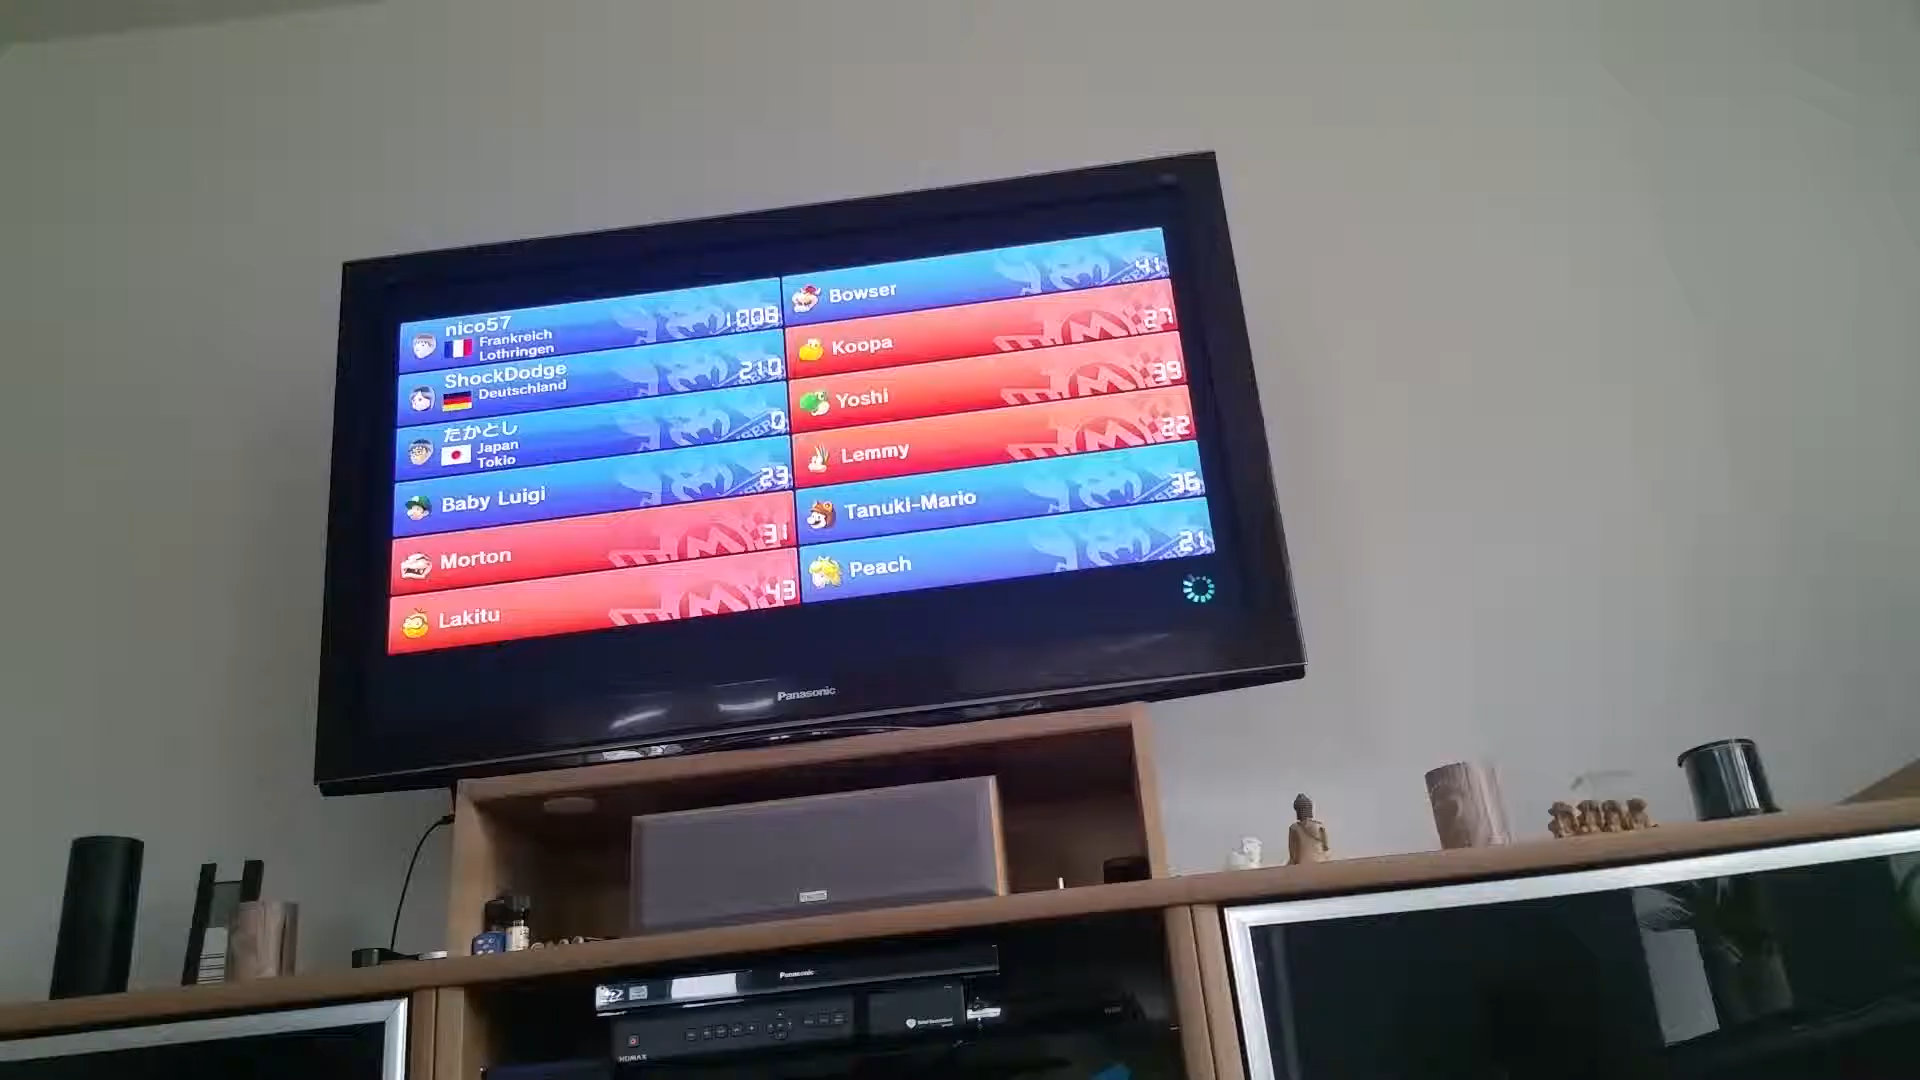 nico57
Frankreich
Lothringen
1008
ShockDodge
Deutschland
210
たかとし
Japan
Tokio
0
Baby Luigi
23
Morton
31
Lakitu
43
Bowser
41
Koopa
27
Yoshi
39
Lemmy
22
Tanuki-Mario
36
Peach
21
Panasonic
Panasonic
HUMAX